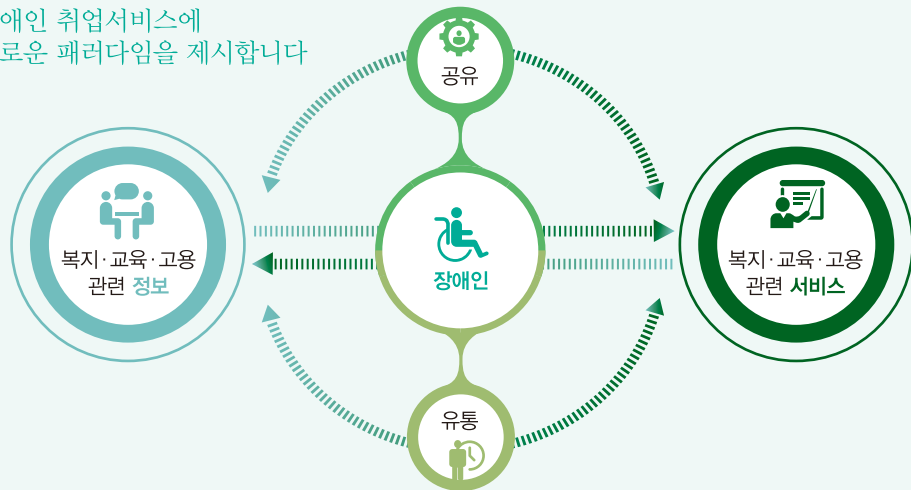 애인 취업서비스에
로운 패러다임을 제시합니다
공유
복지·교육·고용
관련 정보
장애인
복지·교육·고용
관련 서비스
유통